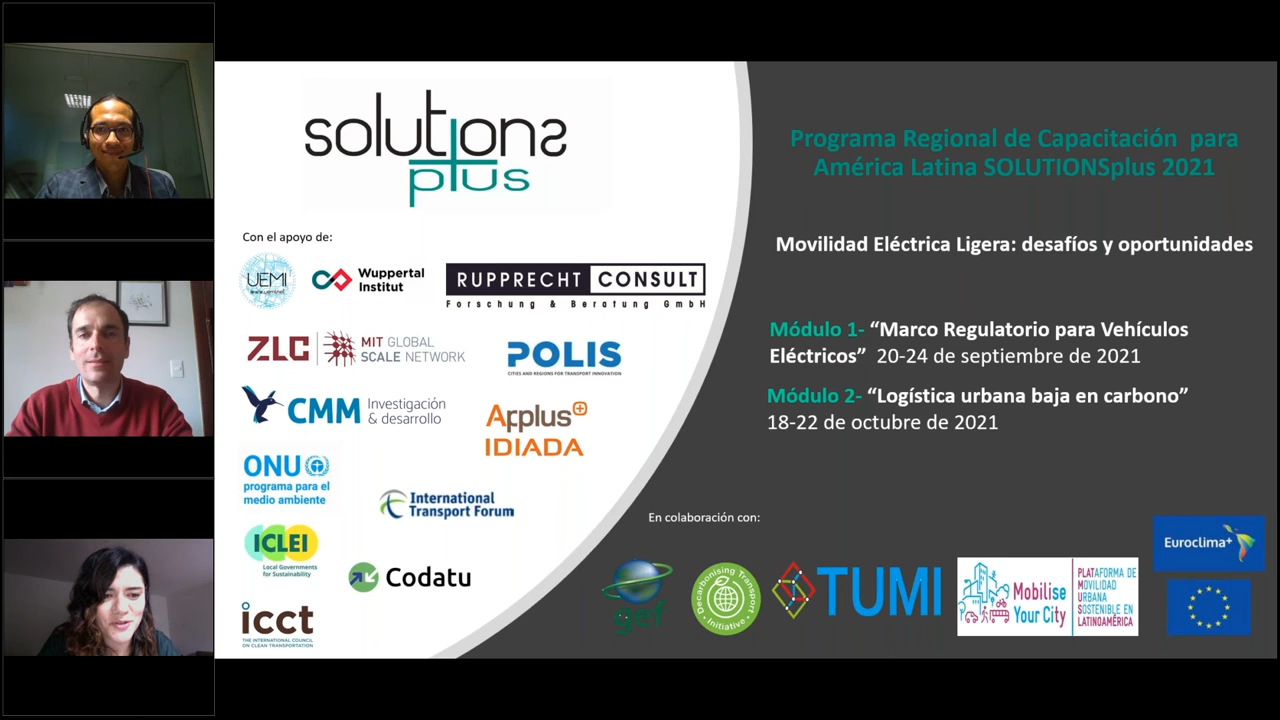 solutions
plus
Con el apoyo de:
UEMI
www.uemi.net
Wuppertal
Institut
RUPPRECHT CONSULT
Forschung & Beratung GmbH
ZLC
MIT GLOBAL
SCALE NETWORK
POLIS
CITIES AND REGIONS FOR TRANSPORT INNOVATION
CMM Investigación
& desarrollo
Applus+
IDIADA
ONU
programa para el
medio ambiente
International
Transport Forum
ICLEI
Local Governments
for Sustainability
Codatu
icct
THE INTERNATIONAL COUNCIL
ON CLEAN TRANSPORTATION
Programa Regional de Capacitación para
América Latina SOLUTIONSplus 2021
Movilidad Eléctrica Ligera: desafíos y oportunidades
Módulo 1- “Marco Regulatorio para Vehículos
Eléctricos” 20-24 de septiembre de 2021
Módulo 2- “Logística urbana baja en carbono”
18-22 de octubre de 2021
En colaboración con:
gef
Decarbonising Transport
Initiative
TUMI
Mobilise
Your City
PLATAFORMA DE
MOVILIDAD
URBANA
SOSTENIBLE EN
LATINOAMÉRICA
Euroclima+